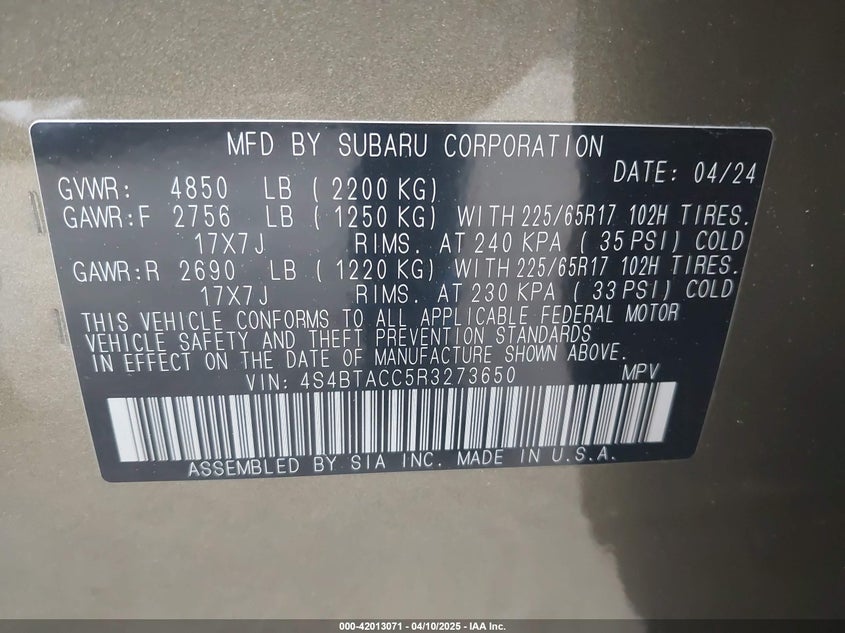 MFD BY SUBARU CORPORATION
DATE: 04/24
GVWR: 4850 LB ( 2200 KG)
GAWR:F 2756 LB ( 1250 KG) WITH 225/65R17 102H TIRES.
17X7J RIMS. AT 240 KPA ( 35 PSI) COLD
GAWR:R 2690 LB ( 1220 KG) WITH 225/65R17 102H TIRES.
17X7J RIMS. AT 230 KPA ( 33 PSI) COLD
THIS VEHICLE CONFORMS TO ALL APPLICABLE FEDERAL MOTOR
VEHICLE SAFETY AND THEFT PREVENTION STANDARDS
IN EFFECT ON THE DATE OF MANUFACTURE SHOWN ABOVE.
VIN: 4S4BTACC5R3273650 MPV
ASSEMBLED BY SIA INC. MADE IN U.S.A.
000-42013071 - 04/10/2025 - IAA Inc.